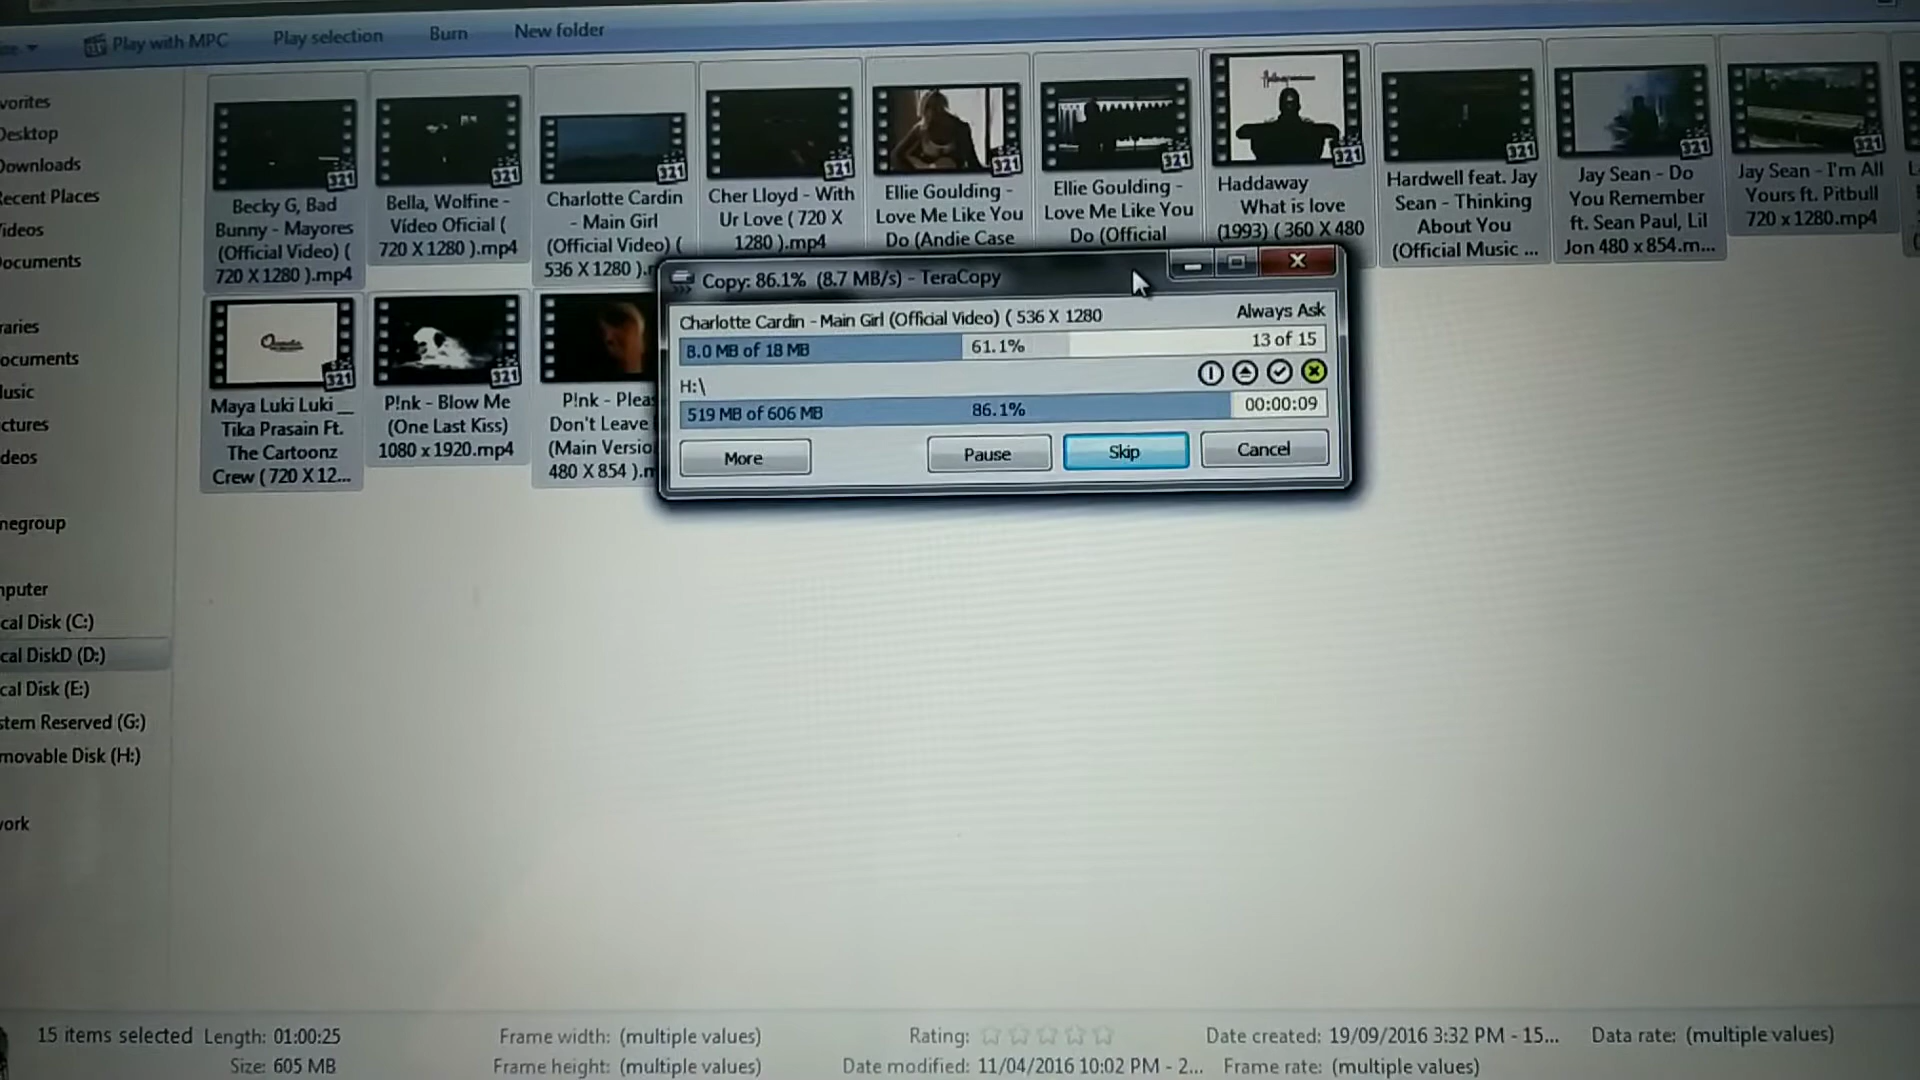 Play with MPC
Play selection
Burn
New folder
vorites
Desktop
Downloads
Recent Places
Videos
ocuments
raries
ocuments
usic
ctures
deos
negroup
nputer
cal Disk (C:)
cal DiskD (D:)
cal Disk (E:)
stem Reserved (G:)
movable Disk (H:)
work
Becky G, Bad
Bunny - Mayores
(Official Video) (
720 X 1280 ).mp4
Bella, Wolfine -
Vídeo Oficial (
720 X 1280 ).mp4
Charlotte Cardin
- Main Girl
(Official Video) (
536 X 1280 ).m
Cher Lloyd - With
Ur Love ( 720 X
1280 ).mp4
Ellie Goulding -
Love Me Like You
Do (Andie Case
Ellie Goulding -
Love Me Like You
Do (Official
Haddaway
What is love
(1993) ( 360 X 480
Hardwell feat. Jay
Sean - Thinking
About You
(Official Music ...
Jay Sean - Do
You Remember
ft. Sean Paul, Lil
Jon 480 x 854.m...
Jay Sean - I'm All
Yours ft. Pitbull
720 x 1280.mp4
Maya Luki Luki __
Tika Prasain Ft.
The Cartoonz
Crew ( 720 X 12...
P!nk - Blow Me
(One Last Kiss)
1080 x 1920.mp4
P!nk - Pleas
Don't Leave
(Main Versio
480 X 854 ).m
Copy: 86.1% (8.7 MB/s) - TeraCopy
Charlotte Cardin - Main Girl (Official Video) ( 536 X 1280
Always Ask
8.0 MB of 18 MB
61.1%
13 of 15
H:\
519 MB of 606 MB
86.1%
00:00:09
More
Pause
Skip
Cancel
15 items selected
Length: 01:00:25
Frame width: (multiple values)
Rating:
Date created: 19/09/2016 3:32 PM - 15...
Data rate: (multiple values)
Size: 605 MB
Frame height: (multiple values)
Date modified: 11/04/2016 10:02 PM - 2...
Frame rate: (multiple values)